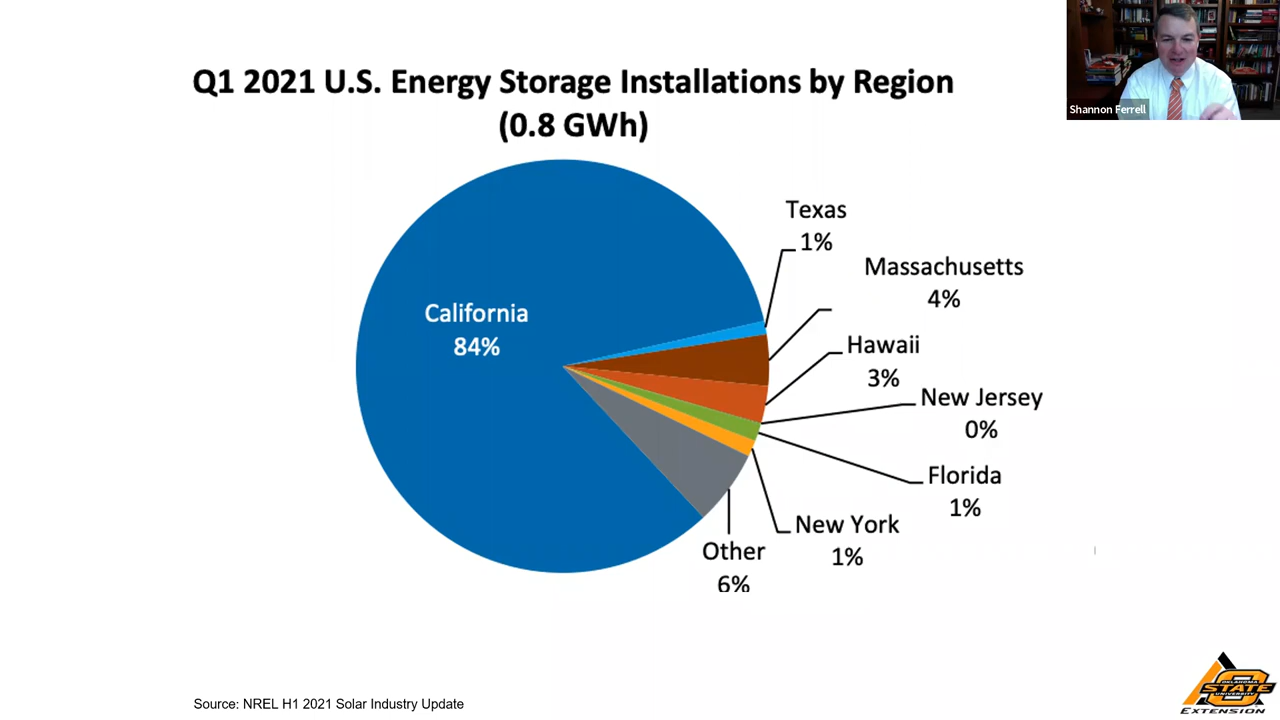 Shannon Ferrell
Q1 2021 U.S. Energy Storage Installations by Region
(0.8 GWh)
Texas
1%
Massachusetts
4%
California
84%
Hawaii
3%
New Jersey
0%
Florida
1%
New York
1%
Other
6%
Source: NREL H1 2021 Solar Industry Update
OKLAHOMA
STATE
UNIVERSITY
EXTENSION